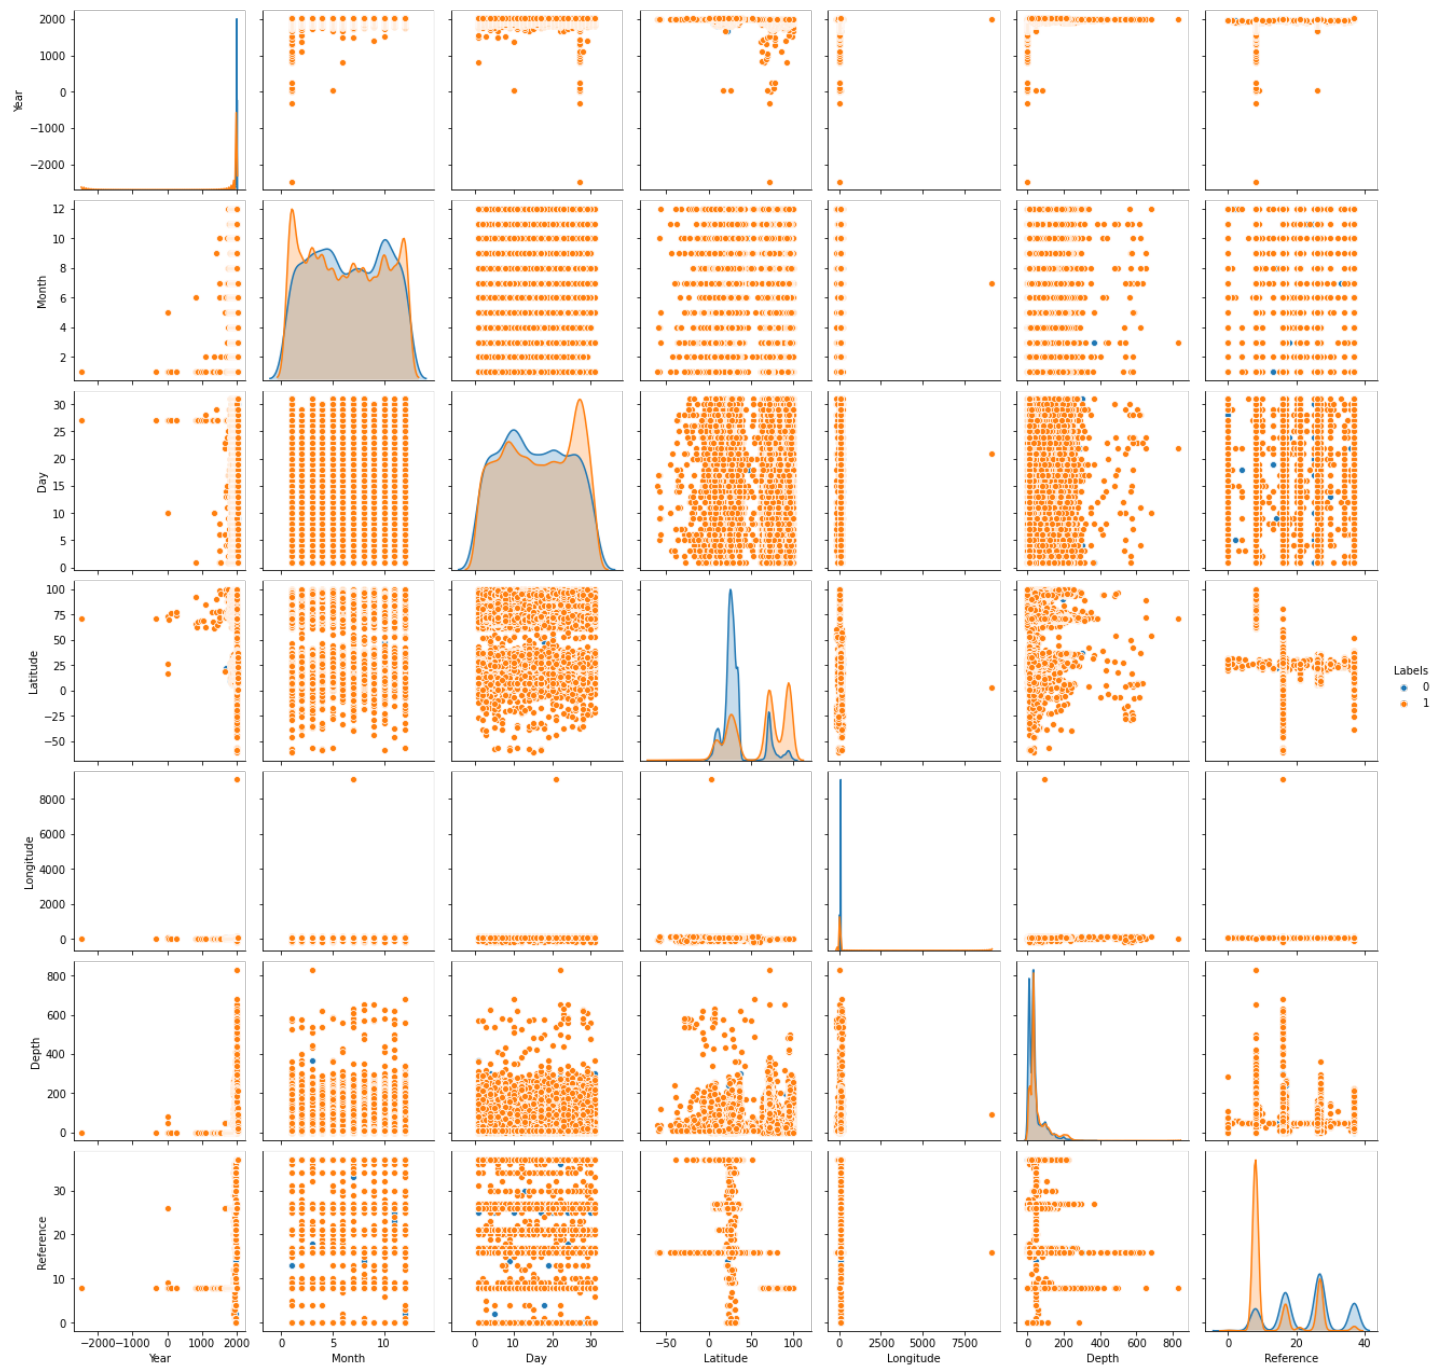 2000
1000
0
−1000
−2000
Year
12
10
8
6
4
2
Month
30
25
20
15
10
5
0
Day
100
75
50
25
0
−25
−50
Latitude
Labels
0
1
8000
6000
4000
2000
0
Longitude
800
600
400
200
0
Depth
30
20
10
0
Reference
−2000 −1000 0 1000 2000
0 5 10
0 10 20 30
−50 0 50 100
0 2500 5000 7500
0 200 400 600 800
0 20 40
Year Month Day Latitude Longitude Depth Reference